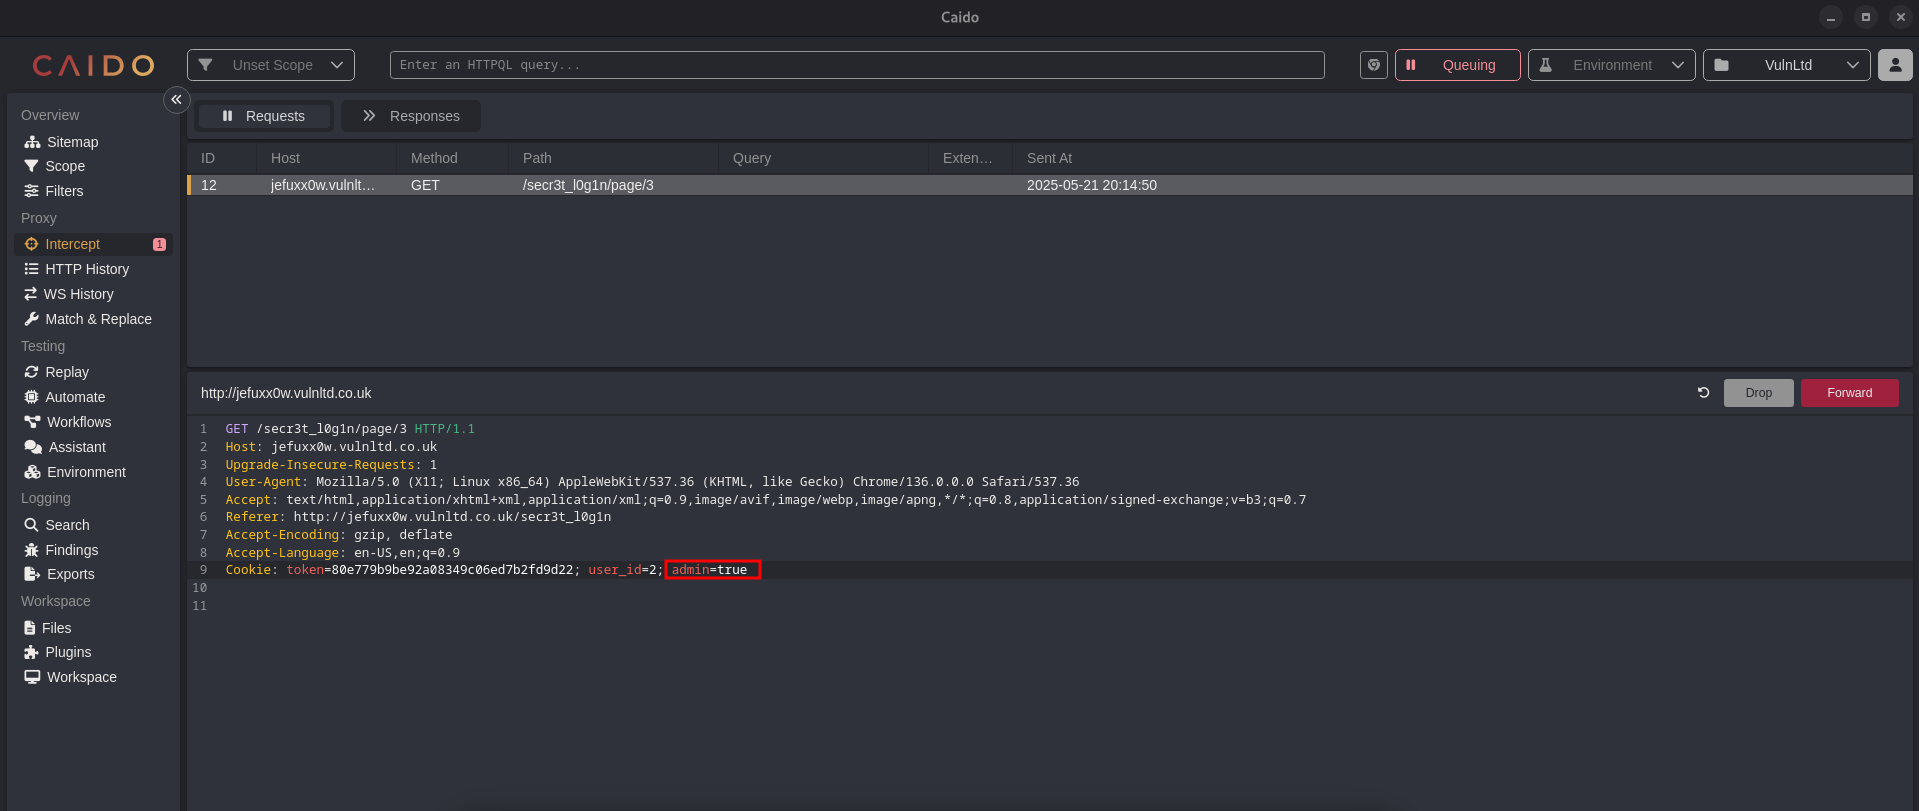 Caido
CAIDO
Unset Scope
Enter an HTTPQL query...
Queuing
Environment
VulnLtd
Overview
Sitemap
Scope
Filters
Proxy
Intercept 1
HTTP History
WS History
Match & Replace
Testing
Replay
Automate
Workflows
Assistant
Environment
Logging
Search
Findings
Exports
Workspace
Files
Plugins
Workspace
Requests Responses
ID Host Method Path Query Exten… Sent At
12 jefuxx0w.vulnlt… GET /secr3t_l0g1n/page/3 2025-05-21 20:14:50
http://jefuxx0w.vulnltd.co.uk Drop Forward
1 GET /secr3t_l0g1n/page/3 HTTP/1.1
2 Host: jefuxx0w.vulnltd.co.uk
3 Upgrade-Insecure-Requests: 1
4 User-Agent: Mozilla/5.0 (X11; Linux x86_64) AppleWebKit/537.36 (KHTML, like Gecko) Chrome/136.0.0.0 Safari/537.36
5 Accept: text/html,application/xhtml+xml,application/xml;q=0.9,image/avif,image/webp,image/apng,*/*;q=0.8,application/signed-exchange;v=b3;q=0.7
6 Referer: http://jefuxx0w.vulnltd.co.uk/secr3t_l0g1n
7 Accept-Encoding: gzip, deflate
8 Accept-Language: en-US,en;q=0.9
9 Cookie: token=80e779b9be92a08349c06ed7b2fd9d22; user_id=2; admin=true
10
11